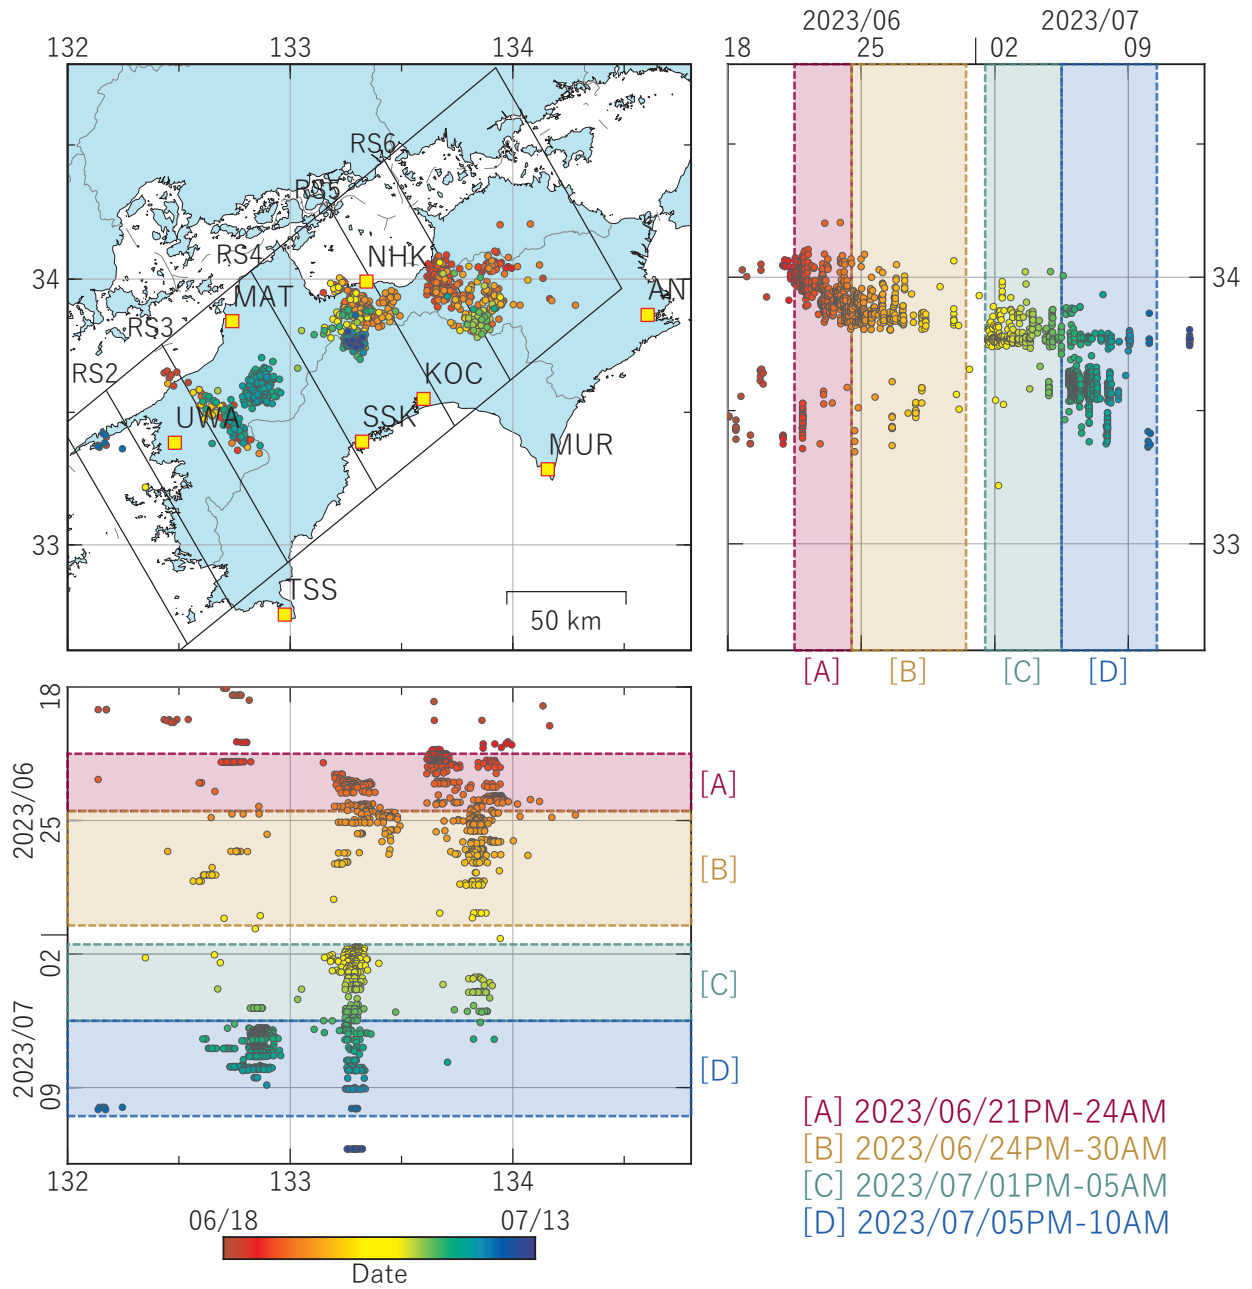 2023/06 2023/07
132 133 134 18 25 02 09
RS6
RS5
RS4
NHK
34 34
MAT AN
RS3
RS2
KOC
UWA SSK
MUR
33 33
TSS
50 km
[A] [B] [C] [D]
18
2023/06
25
02
2023/07
09
[A]
[B]
[C]
[D]
132 133 134
06/18 07/13
Date
[A] 2023/06/21PM-24AM
[B] 2023/06/24PM-30AM
[C] 2023/07/01PM-05AM
[D] 2023/07/05PM-10AM